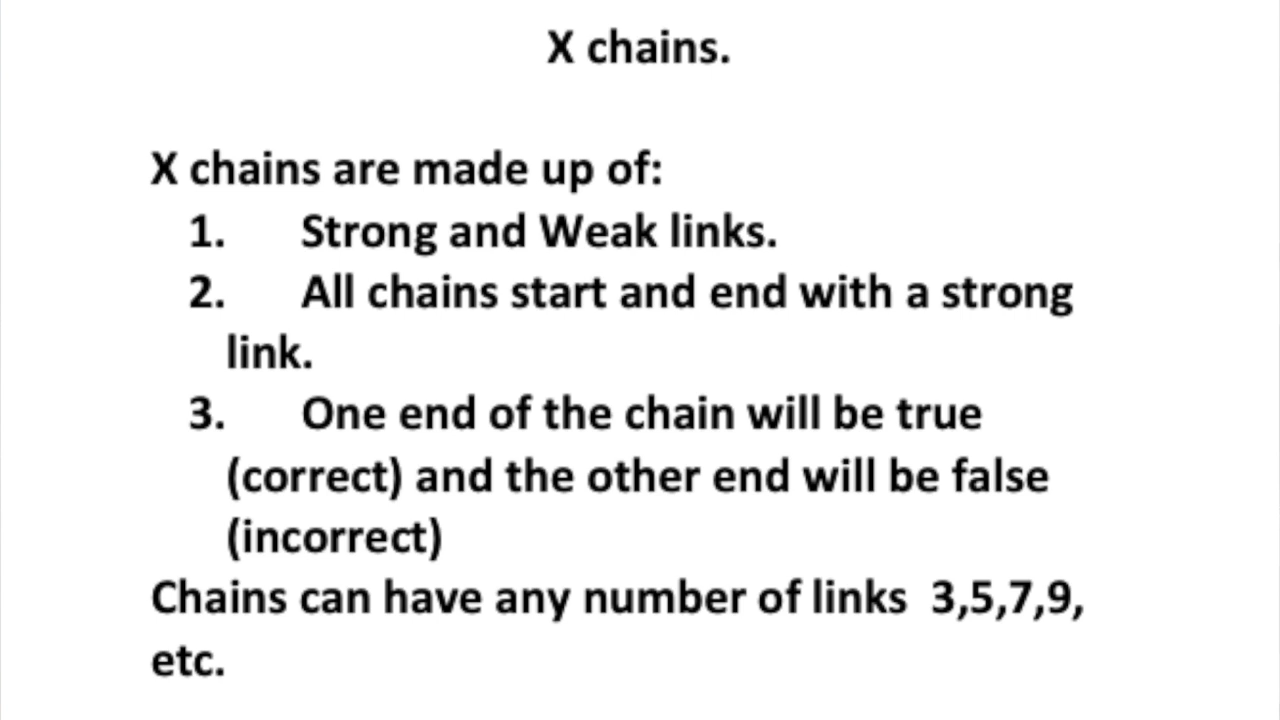 X chains.
X chains are made up of:
1. Strong and Weak links.
2. All chains start and end with a strong
link.
3. One end of the chain will be true
(correct) and the other end will be false
(incorrect)
Chains can have any number of links 3,5,7,9,
etc.